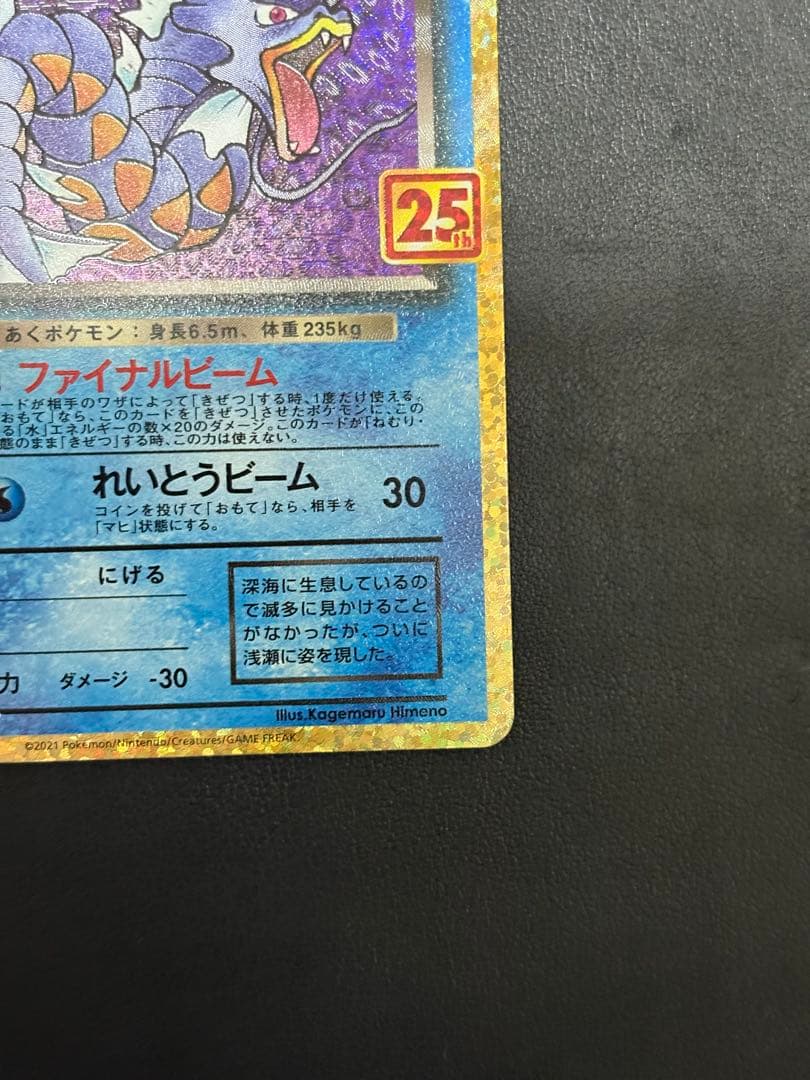 25th
あくポケモン:身長6.5m、体重235kg
ファイナルビーム
ードが相手のワザによって「きぜつ」する時、1度だけ使える。
おもて」なら、このカードを「きぜつ」させたポケモンに、この
る「水」エネルギーの数×20のダメージ。このカードが「ねむり・
態のまま「きぜつ」する時、この力は使えない。
れいとうビーム 30
コインを投げて「おもて」なら、相手を
「マヒ」状態にする。
にげる
深海に生息しているの
で滅多に見かけること
がなかったが、ついに
浅瀬に姿を現した。
力 ダメージ -30
Illus.Kagemaru Himeno
©2021 Pokémon/Nintendo/Creatures/GAME FREAK.